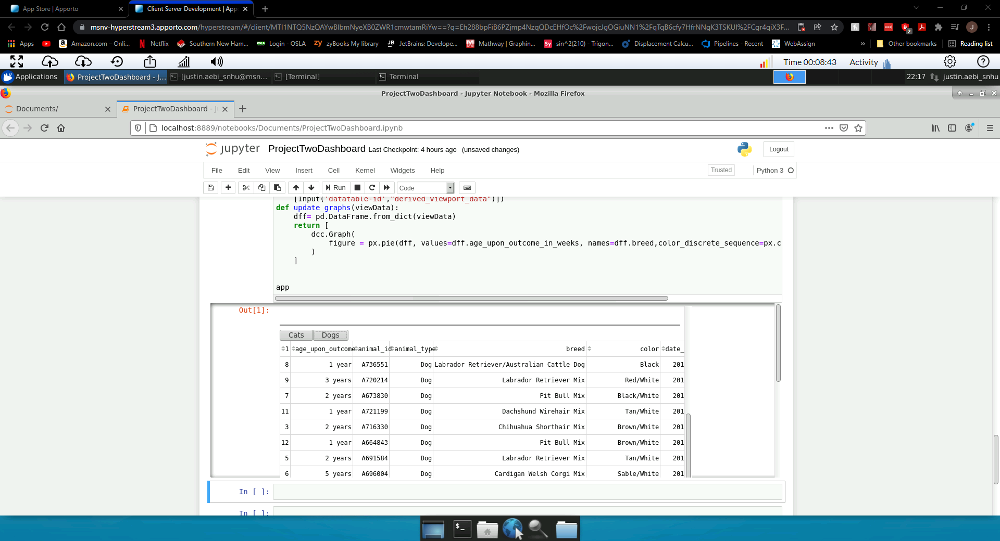 App Store | Apporto
Client Server Development | App
msnv-hyperstream3.apporto.com/hyperstream/#/client/MTI1NTQ5NzQAYwBlbmNyeXB0ZWR1cmwtamRiYw==?q=Eh288bpFiB6PZjmp4NzqQDcEHfOc%2FwojcJgOGiuNN1%2FqTqB6cfy7HfrNNgK3TSKUl%2FCgr4qiX3F...
2
J
Apps
Amazon.com – Onli...
Netflix
Southern New Ham...
Login - OSLA
zyBooks My library
JetBrains: Develope...
Mathway | Graphin...
sin^2(210) - Trigon...
Displacement Calcu...
Pipelines - Recent
WebAssign
»
Other bookmarks
Reading list
Time 00:08:43
Activity
Applications
ProjectTwoDashboard - J...
[justin.aebi_snhu@msn...
[Terminal]
Terminal
22:17
justin.aebi_snhu
ProjectTwoDashboard - Jupyter Notebook - Mozilla Firefox
Documents/
ProjectTwoDashboard - J
localhost:8889/notebooks/Documents/ProjectTwoDashboard.ipynb
jupyter
ProjectTwoDashboard Last Checkpoint: 4 hours ago (unsaved changes)
Logout
File Edit View Insert Cell Kernel Widgets Help
Trusted
Python 3
Run
Code
[Input('datatable-id',"derived_viewport_data")])
def update_graphs(viewData):
dff= pd.DataFrame.from_dict(viewData)
return [
dcc.Graph(
figure = px.pie(dff, values=dff.age_upon_outcome_in_weeks, names=dff.breed,color_discrete_sequence=px.c
)
]
app
Out[1]:
Cats Dogs
1 age_upon_outcome animal_id animal_type breed color date_
8 1 year A736551 Dog Labrador Retriever/Australian Cattle Dog Black 201
9 3 years A720214 Dog Labrador Retriever Mix Red/White 201
7 2 years A673830 Dog Pit Bull Mix Black/White 201
11 1 year A721199 Dog Dachshund Wirehair Mix Tan/White 201
3 2 years A716330 Dog Chihuahua Shorthair Mix Brown/White 201
12 1 year A664843 Dog Pit Bull Mix Brown/White 201
5 2 years A691584 Dog Labrador Retriever Mix Tan/White 201
6 5 years A696004 Dog Cardigan Welsh Corgi Mix Sable/White 201
In [ ]:
In [ ]: